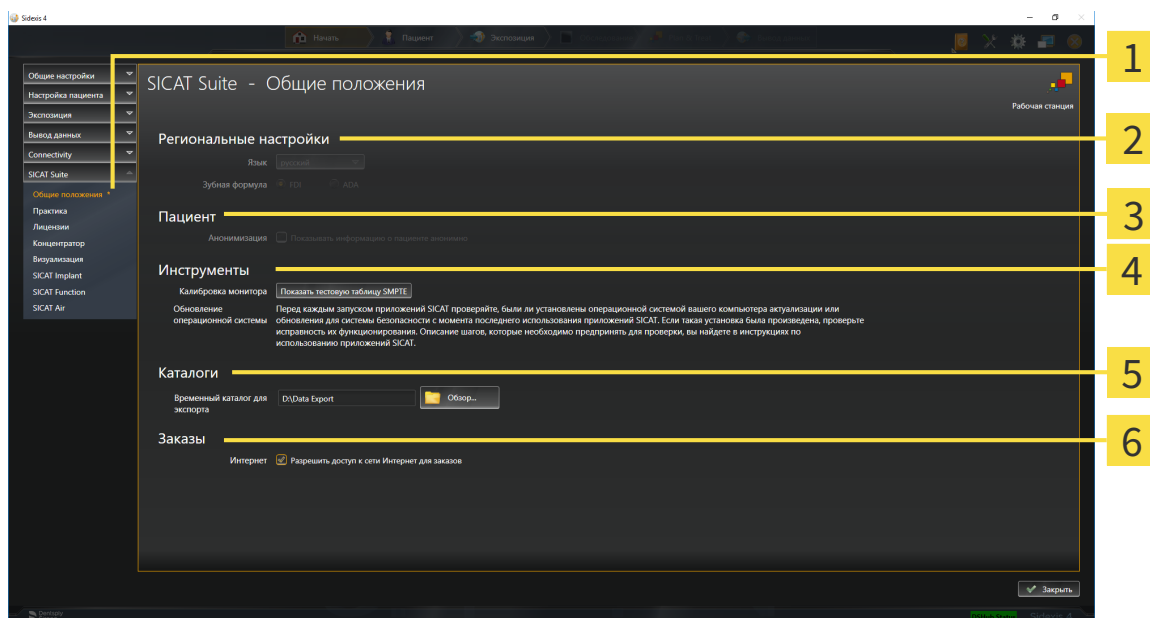 Sidexis 4
Начать
Пациент
Экспозиция
1
Общие настройки
Настройка пациента
Экспозиция
Вывод данных
Connectivity
SICAT Suite
Общие положения *
Практика
Лицензии
Концентратор
Визуализация
SICAT Implant
SICAT Function
SICAT Air
SICAT Suite - Общие положения
Рабочая станция
Региональные настройки
2
Язык русский
Зубная формула FDI ADA
Пациент
3
Анонимизация Показывать информацию о пациенте анонимно
Инструменты
4
Калибровка монитора Показать тестовую таблицу SMPTE
Обновление
операционной системы
Перед каждым запуском приложений SICAT проверяйте, были ли установлены операционной системой вашего компьютера актуализации или
обновления для системы безопасности с момента последнего использования приложений SICAT. Если такая установка была произведена, проверьте
исправность их функционирования. Описание шагов, которые необходимо предпринять для проверки, вы найдете в инструкциях по
использованию приложений SICAT.
Каталоги
5
Временный каталог для
экспорта
D:\Data Export
Обзор...
Заказы
6
Интернет Разрешить доступ к сети Интернет для заказов
Закрыть
Dentsply
Sidexis 4